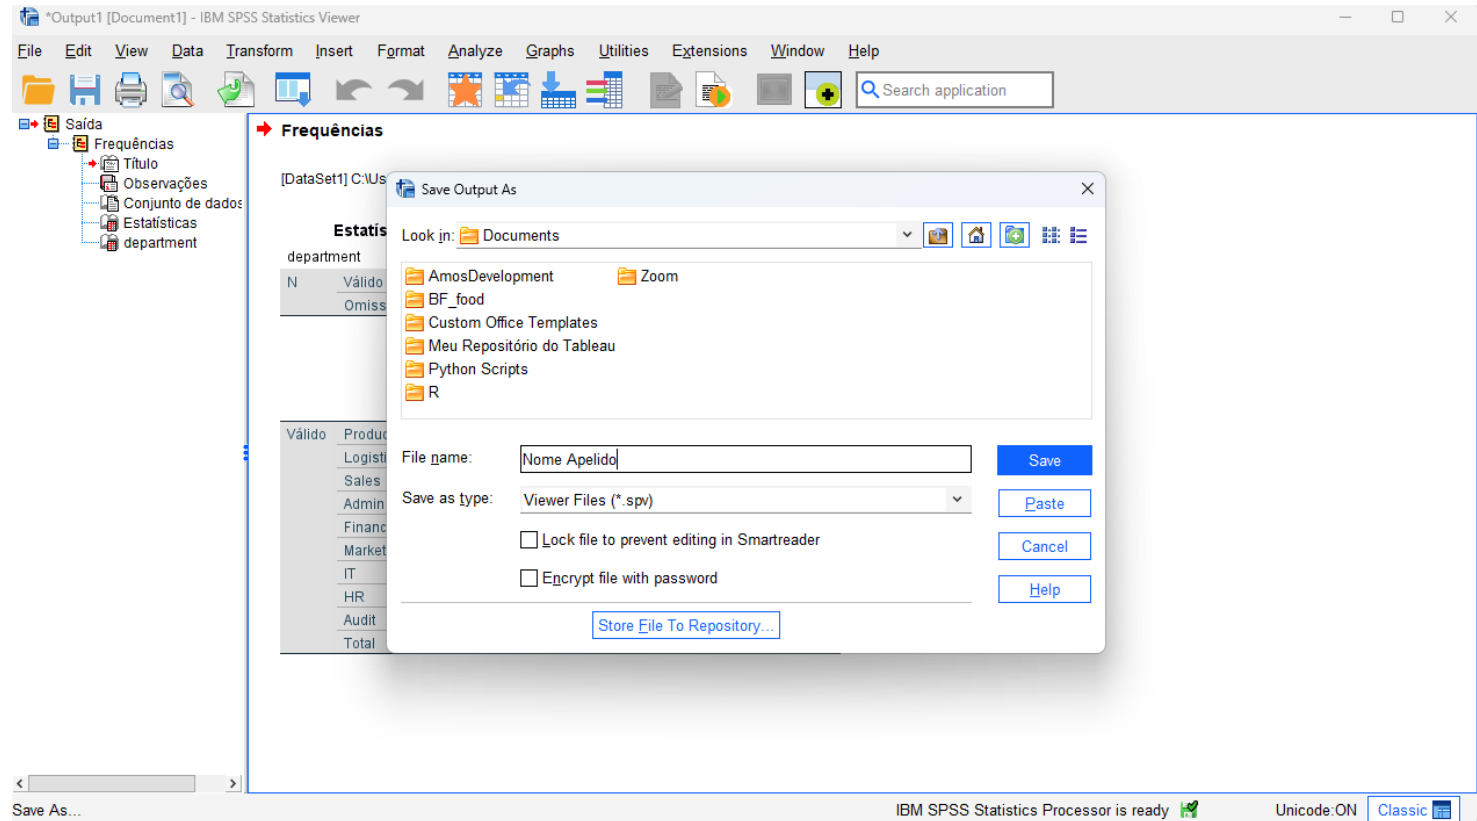 *Output1 [Document1] - IBM SPSS Statistics Viewer
File Edit View Data Transform Insert Format Analyze Graphs Utilities Extensions Window Help
Search application
Saída
Frequências
Título
Observações
Conjunto de dados
Estatísticas
department
Frequências
[DataSet1] C:\Us
Estatís
department
N Válido
Omiss
Válido Produc
Logisti
Sales
Admin
Financ
Market
IT
HR
Audit
Total
Save Output As
Look in: Documents
AmosDevelopment Zoom
BF_food
Custom Office Templates
Meu Repositório do Tableau
Python Scripts
R
File name: Nome Apelido Save
Save as type: Viewer Files (*.spv) Paste
Lock file to prevent editing in Smartreader
Cancel
Encrypt file with password
Help
Store File To Repository...
Save As... IBM SPSS Statistics Processor is ready Unicode:ON Classic